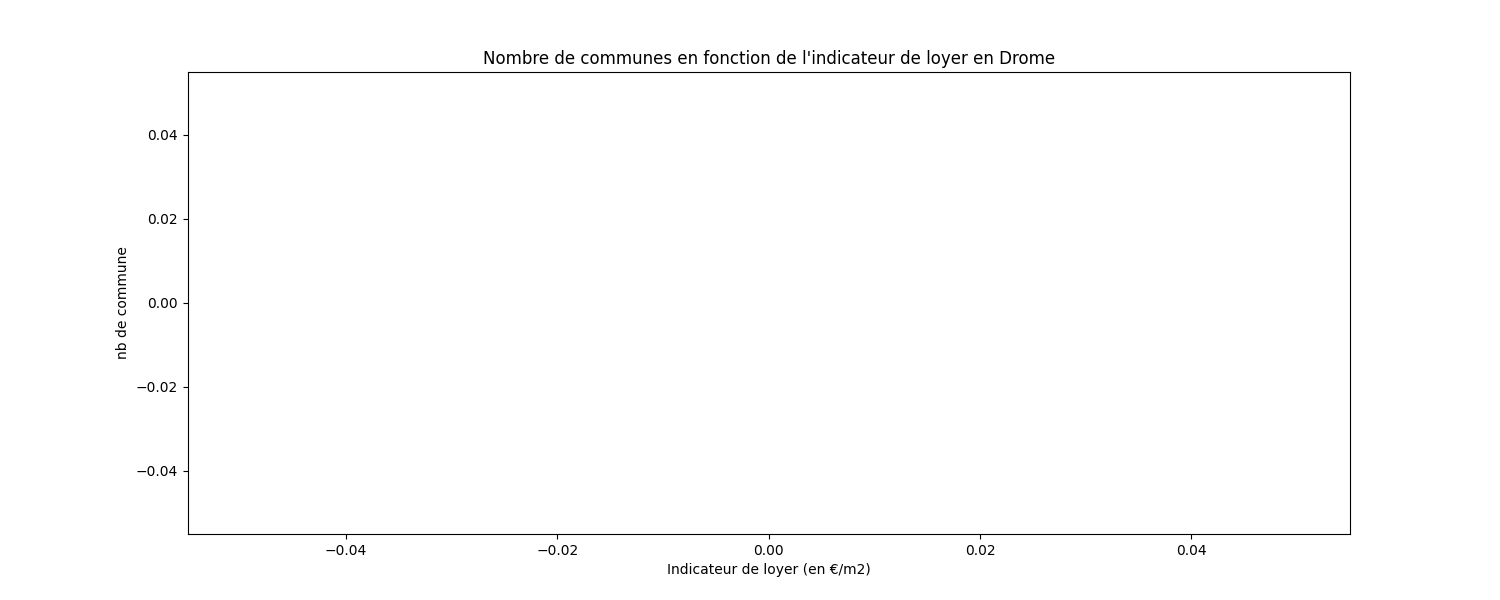 Nombre de communes en fonction de l'indicateur de loyer en Drome
0.04
0.02
0.00
−0.02
−0.04
nb de commune
−0.04 −0.02 0.00 0.02 0.04
Indicateur de loyer (en €/m2)